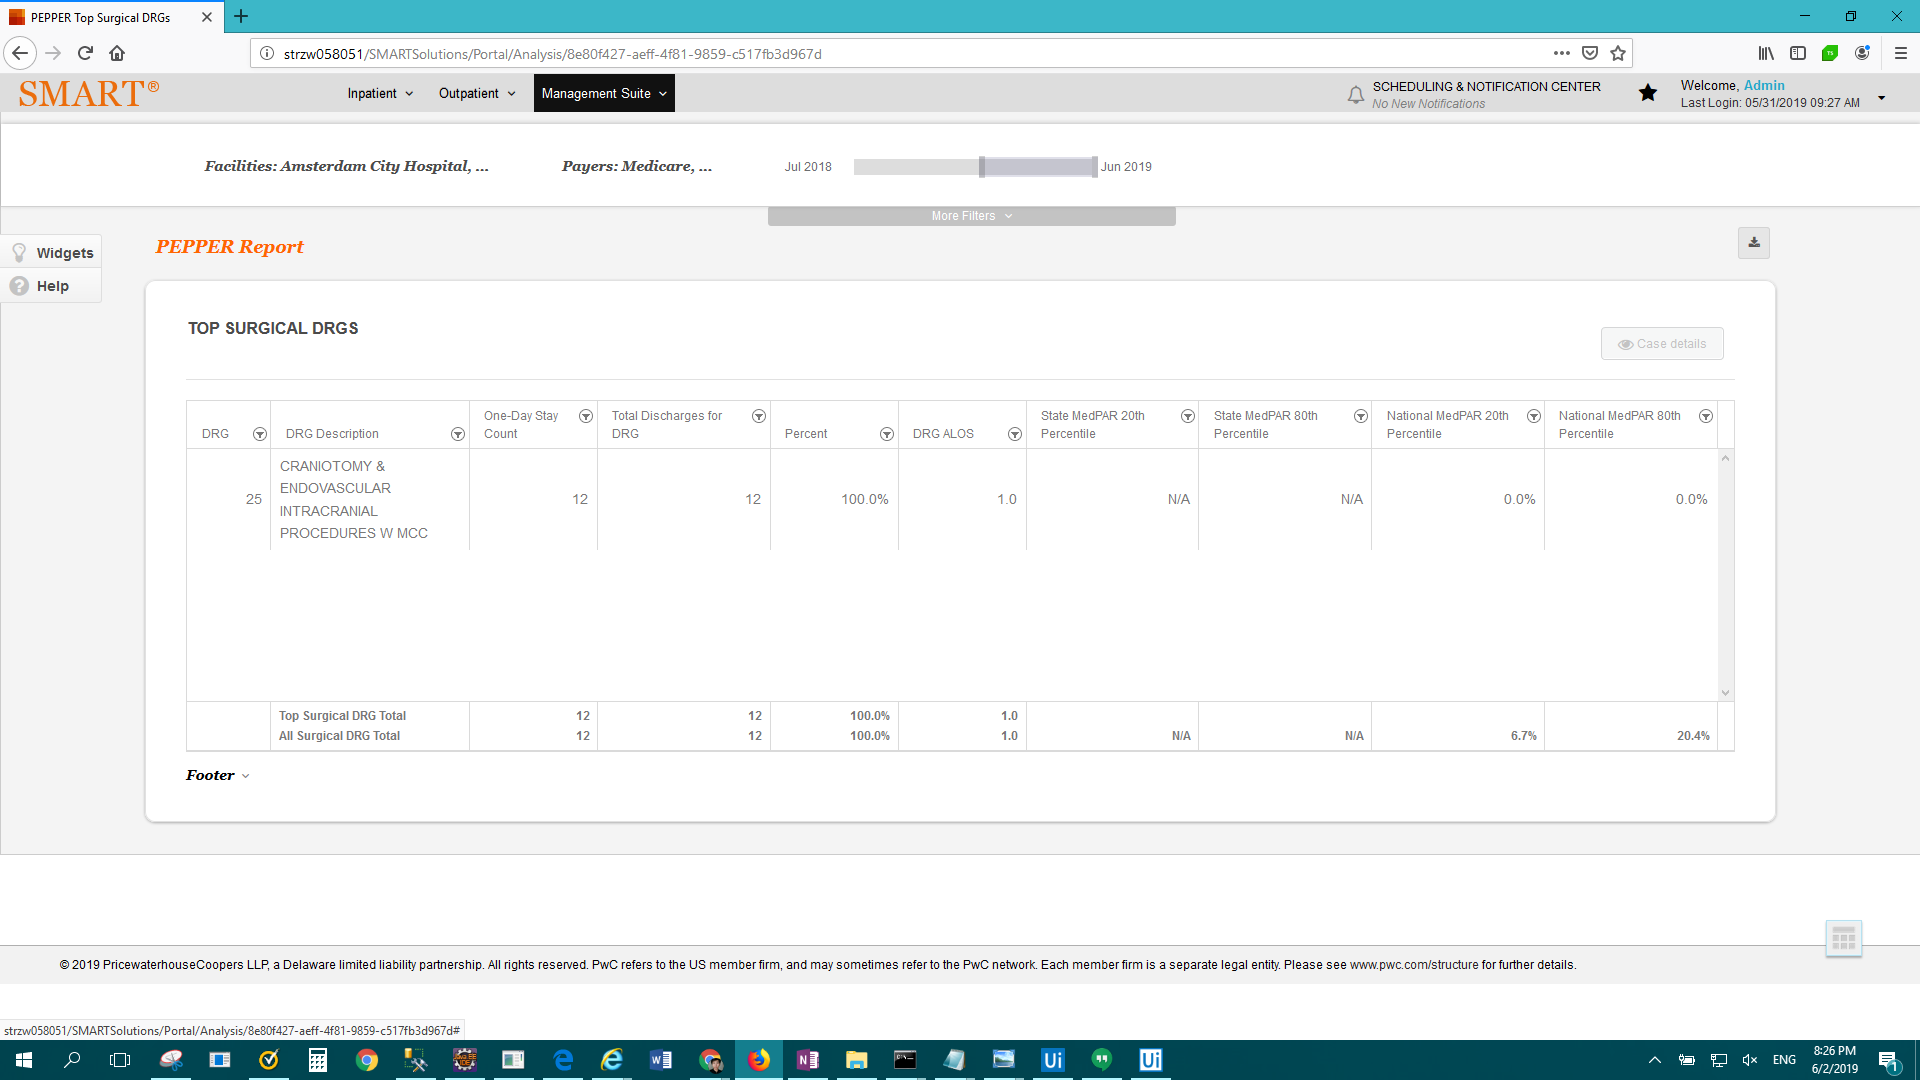 PEPPER Top Surgical DRGs
strzw058051/SMARTSolutions/Portal/Analysis/8e80f427-aeff-4f81-9859-c517fb3d967d
SMART®
Inpatient
Outpatient
Management Suite
SCHEDULING & NOTIFICATION CENTER
No New Notifications
Welcome, Admin
Last Login: 05/31/2019 09:27 AM
Facilities: Amsterdam City Hospital, ...
Payers: Medicare, ...
Jul 2018
Jun 2019
More Filters
Widgets
Help
PEPPER Report
TOP SURGICAL DRGS
Case details
DRG
DRG Description
One-Day Stay
Count
Total Discharges for
DRG
Percent
DRG ALOS
State MedPAR 20th
Percentile
State MedPAR 80th
Percentile
National MedPAR 20th
Percentile
National MedPAR 80th
Percentile
25
CRANIOTOMY &
ENDOVASCULAR
INTRACRANIAL
PROCEDURES W MCC
12
12
100.0%
1.0
N/A
N/A
0.0%
0.0%
Top Surgical DRG Total 12 12 100.0% 1.0
All Surgical DRG Total 12 12 100.0% 1.0 N/A N/A 6.7% 20.4%
Footer
© 2019 PricewaterhouseCoopers LLP, a Delaware limited liability partnership. All rights reserved. PwC refers to the US member firm, and may sometimes refer to the PwC network. Each member firm is a separate legal entity. Please see www.pwc.com/structure for further details.
strzw058051/SMARTSolutions/Portal/Analysis/8e80f427-aeff-4f81-9859-c517fb3d967d#
ENG
8:26 PM
6/2/2019
1